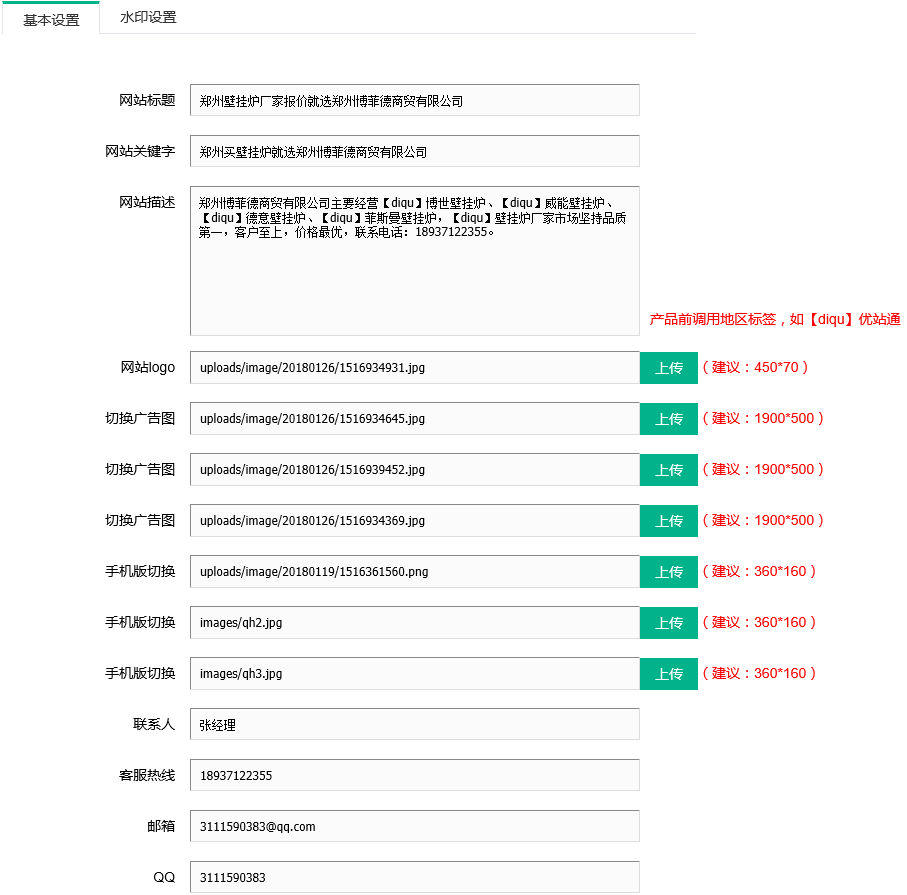 基本设置 水印设置
网站标题 郑州壁挂炉厂家报价就选郑州博菲德商贸有限公司
网站关键字 郑州买壁挂炉就选郑州博菲德商贸有限公司
网站描述 郑州博菲德商贸有限公司主要经营【diqu】博世壁挂炉、【diqu】威能壁挂炉、
【diqu】德意壁挂炉、【diqu】菲斯曼壁挂炉，【diqu】壁挂炉厂家市场坚持品质
第一，客户至上，价格最优，联系电话：18937122355。
产品前调用地区标签，如【diqu】优站通
网站logo uploads/image/20180126/1516934931.jpg 上传（建议：450*70）
切换广告图 uploads/image/20180126/1516934645.jpg 上传（建议：1900*500）
切换广告图 uploads/image/20180126/1516939452.jpg 上传（建议：1900*500）
切换广告图 uploads/image/20180126/1516934369.jpg 上传（建议：1900*500）
手机版切换 uploads/image/20180119/1516361560.png 上传（建议：360*160）
手机版切换 images/qh2.jpg 上传（建议：360*160）
手机版切换 images/qh3.jpg 上传（建议：360*160）
联系人 张经理
客服热线 18937122355
邮箱 3111590383@qq.com
QQ 3111590383